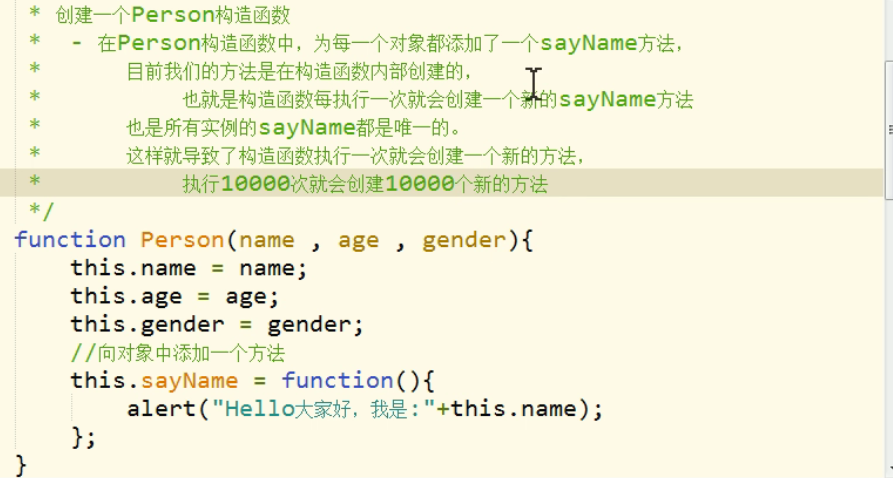 * 创建一个Person构造函数
* - 在Person构造函数中，为每一个对象都添加了一个sayName方法，
* 目前我们的方法是在构造函数内部创建的，
* 也就是构造函数每执行一次就会创建一个新的sayName方法
* 也是所有实例的sayName都是唯一的。
* 这样就导致了构造函数执行一次就会创建一个新的方法，
* 执行10000次就会创建10000个新的方法
*/
function Person(name , age , gender){
this.name = name;
this.age = age;
this.gender = gender;
//向对象中添加一个方法
this.sayName = function(){
alert("Hello大家好，我是:"+this.name);
};
}